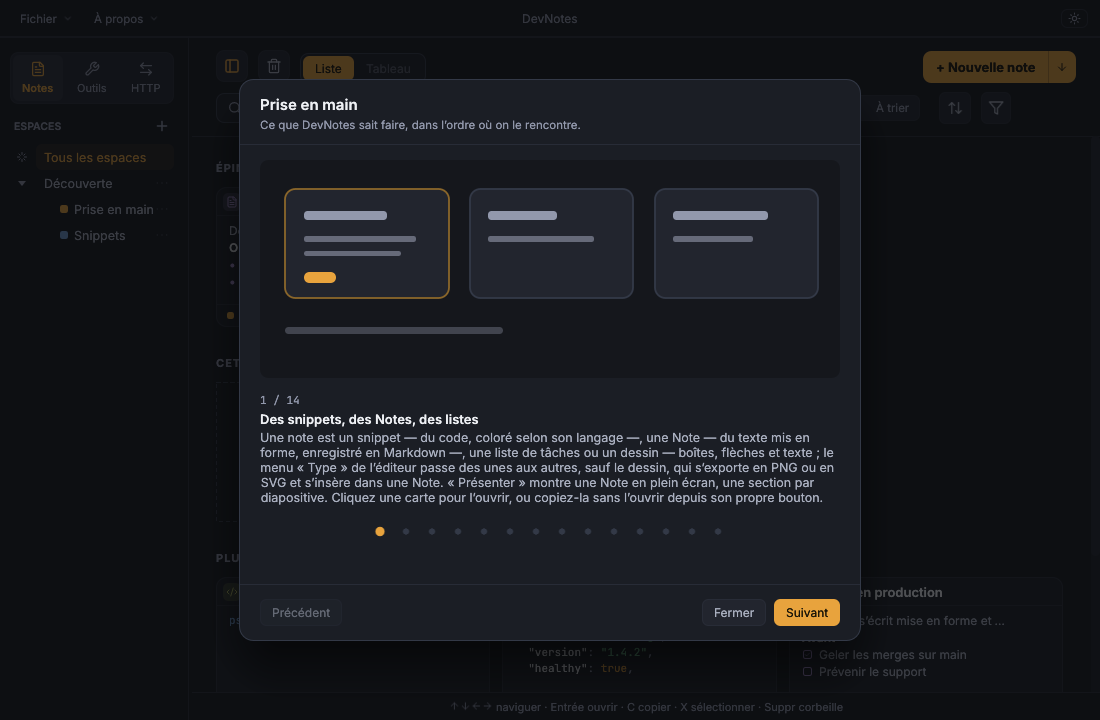 Fichier
À propos
DevNotes
Notes
Outils
HTTP
Liste
Tableau
+ Nouvelle note
À trier
ESPACES
Tous les espaces
Découverte
Prise en main
Snippets
Prise en main
Ce que DevNotes sait faire, dans l’ordre où on le rencontre.
1 / 14
Des snippets, des Notes, des listes
Une note est un snippet — du code, coloré selon son langage —, une Note — du texte mis en
forme, enregistré en Markdown —, une liste de tâches ou un dessin — boîtes, flèches et texte ; le
menu « Type » de l’éditeur passe des unes aux autres, sauf le dessin, qui s’exporte en PNG ou en
SVG et s’insère dans une Note. « Présenter » montre une Note en plein écran, une section par
diapositive. Cliquez une carte pour l’ouvrir, ou copiez-la sans l’ouvrir depuis son propre bouton.
Précédent
Fermer
Suivant
CET
PLU
en production
s’écrit mise en forme et ...
Geler les merges sur main
Prévenir le support
"version": "1.4.2",
"healthy": true,
↑ ↓ ← → naviguer · Entrée ouvrir · C copier · X sélectionner · Suppr corbeille